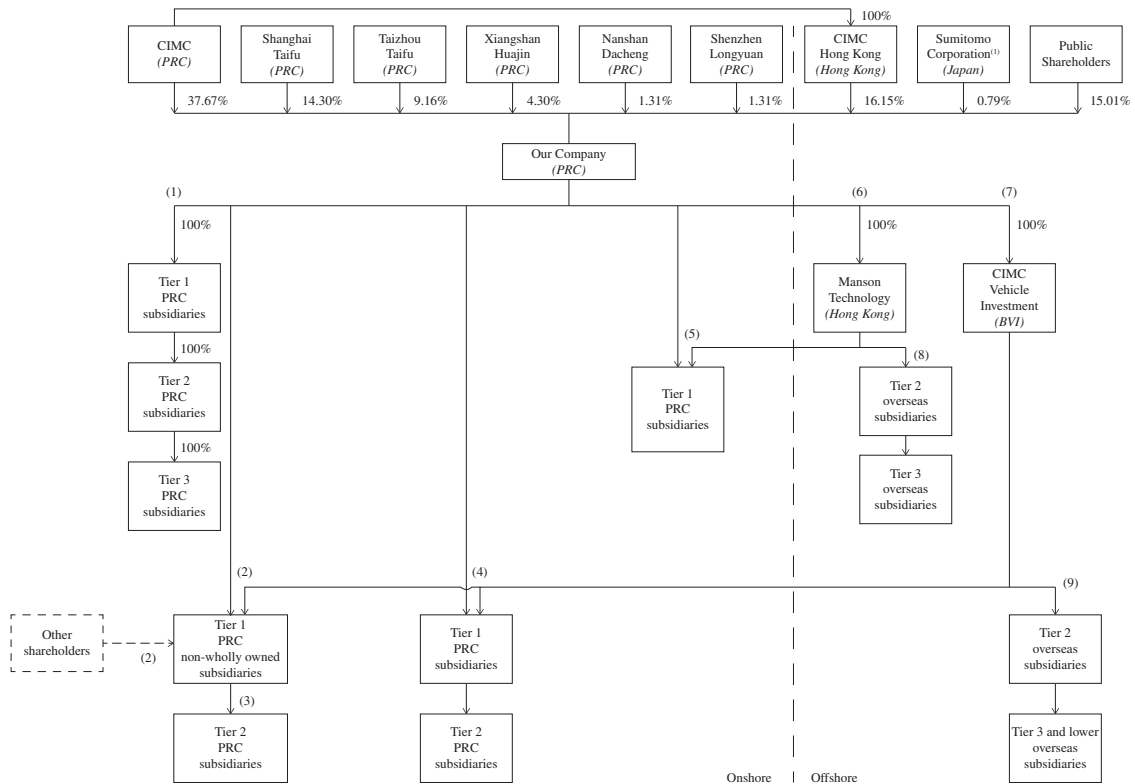 100%
CIMC
(PRC)
Shanghai
Taifu
(PRC)
Taizhou
Taifu
(PRC)
Xiangshan
Huajin
(PRC)
Nanshan
Dacheng
(PRC)
Shenzhen
Longyuan
(PRC)
CIMC
Hong Kong
(Hong Kong)
Sumitomo
Corporation(1)
(Japan)
Public
Shareholders
37.67%
14.30%
9.16%
4.30%
1.31%
1.31%
16.15%
0.79%
15.01%
Our Company
(PRC)
(1)
(6)
(7)
100%
100%
100%
Tier 1
PRC
subsidiaries
Manson
Technology
(Hong Kong)
CIMC
Vehicle
Investment
(BVI)
100%
(5)
(8)
Tier 2
PRC
subsidiaries
Tier 1
PRC
subsidiaries
Tier 2
overseas
subsidiaries
100%
Tier 3
PRC
subsidiaries
Tier 3
overseas
subsidiaries
(2)
(4)
(9)
Other
shareholders
(2)
Tier 1
PRC
non-wholly owned
subsidiaries
Tier 1
PRC
subsidiaries
Tier 2
overseas
subsidiaries
(3)
Tier 2
PRC
subsidiaries
Tier 2
PRC
subsidiaries
Tier 3 and lower
overseas
subsidiaries
Onshore
Offshore